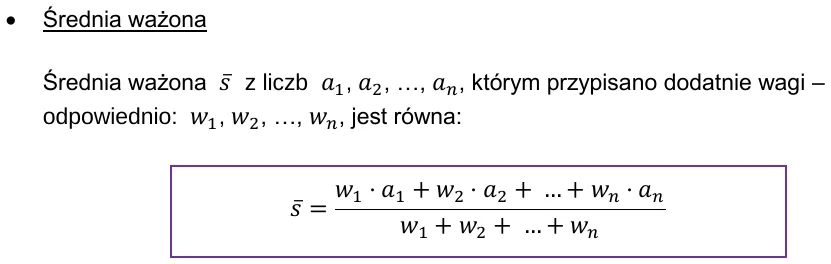 • Średnia ważona
Średnia ważona s̄ z liczb a₁, a₂, …, aₙ, którym przypisano dodatnie wagi –
odpowiednio: w₁, w₂, …, wₙ, jest równa:
s̄ = (w₁ · a₁ + w₂ · a₂ + … + wₙ · aₙ) / (w₁ + w₂ + … + wₙ)